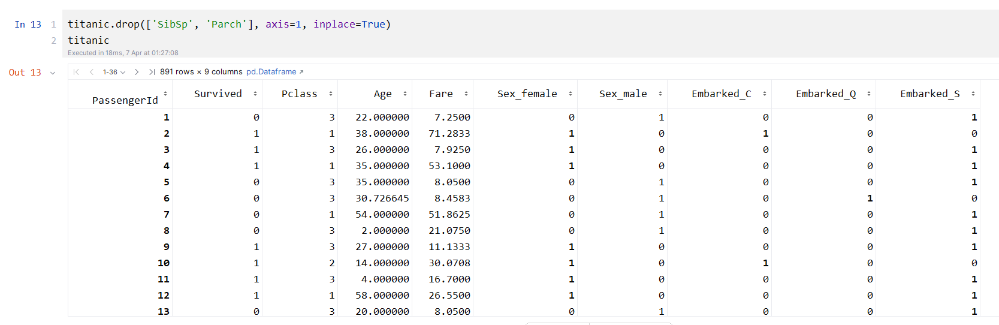 In 13 1 titanic.drop(['SibSp', 'Parch'], axis=1, inplace=True)
2 titanic
Executed in 18ms, 7 Apr at 01:27:08
Out 13 1-36 891 rows × 9 columns pd.Dataframe
PassengerId Survived Pclass Age Fare Sex_female Sex_male Embarked_C Embarked_Q Embarked_S
1 0 3 22.000000 7.2500 0 1 0 0 1
2 1 1 38.000000 71.2833 1 0 1 0 0
3 1 3 26.000000 7.9250 1 0 0 0 1
4 1 1 35.000000 53.1000 1 0 0 0 1
5 0 3 35.000000 8.0500 0 1 0 0 1
6 0 3 30.726645 8.4583 0 1 0 1 0
7 0 1 54.000000 51.8625 0 1 0 0 1
8 0 3 2.000000 21.0750 0 1 0 0 1
9 1 3 27.000000 11.1333 1 0 0 0 1
10 1 2 14.000000 30.0708 1 0 1 0 0
11 1 3 4.000000 16.7000 1 0 0 0 1
12 1 1 58.000000 26.5500 1 0 0 0 1
13 0 3 20.000000 8.0500 0 1 0 0 1